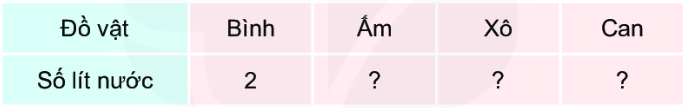 Đồ vật Bình Ấm Xô Can
Số lít nước 2 ? ? ?